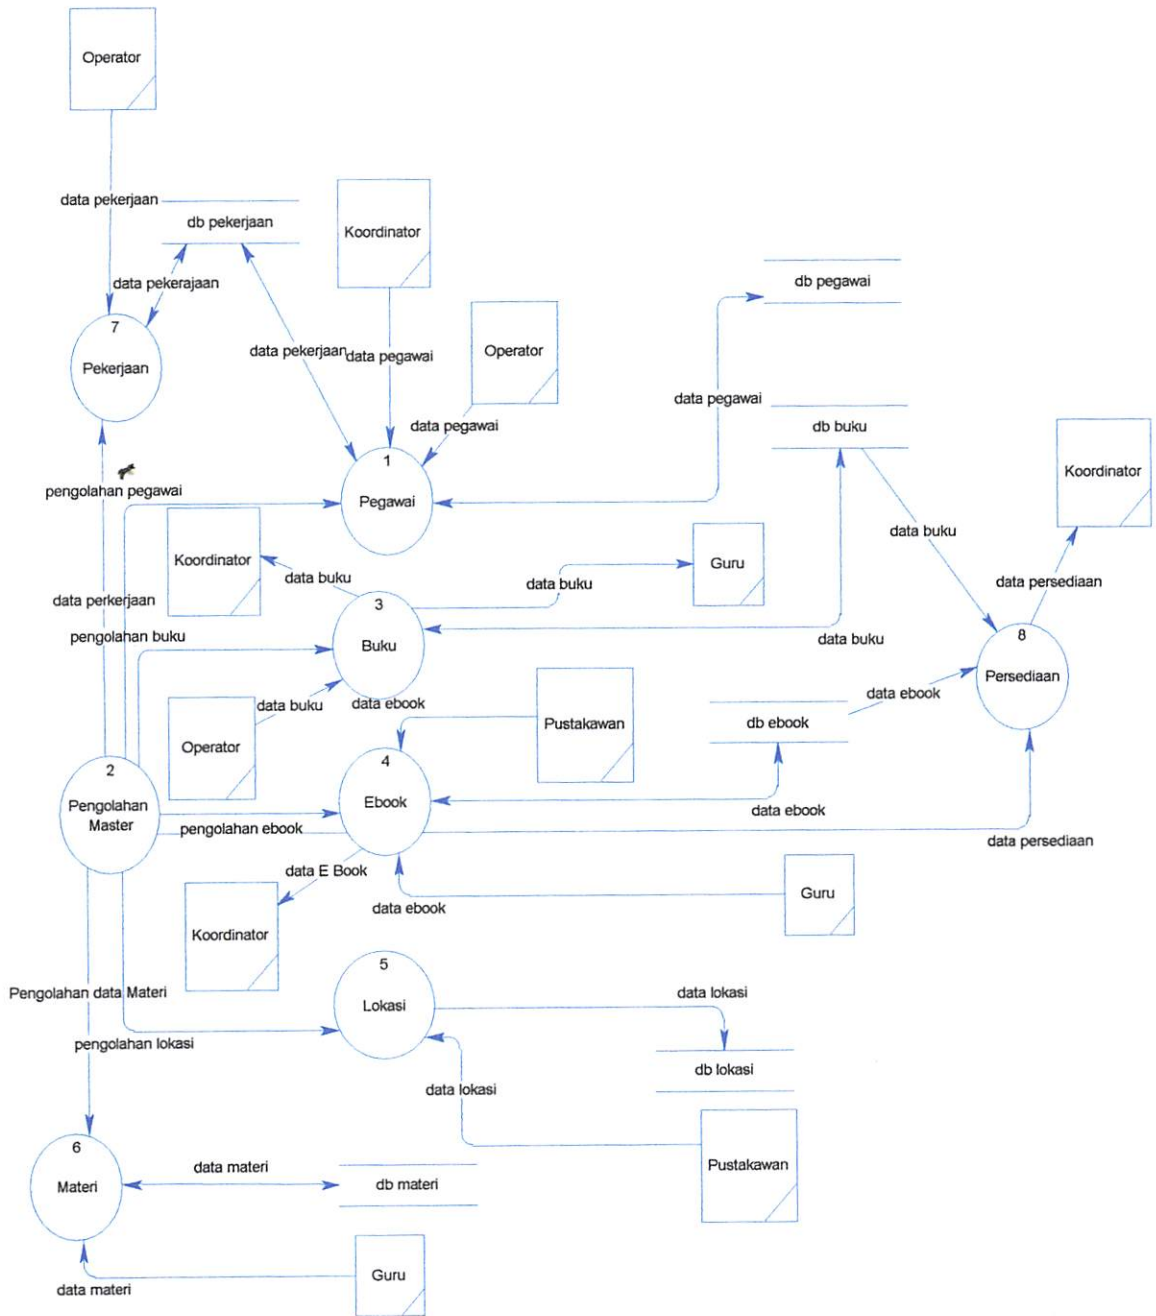 Operator
data pekerjaan
db pekerjaan
Koordinator
data pekerajaan
db pegawai
7
Pekerjaan
data pekerjaan
data pegawai
Operator
data pegawai
db buku
data pegawai
Koordinator
1
Pegawai
pengolahan pegawai
data buku
Koordinator
data buku
data buku
Guru
data persediaan
data perkerjaan
3
Buku
pengolahan buku
data buku
8
Persediaan
data buku
data ebook
data ebook
Operator
Pustakawan
db ebook
2
Pengolahan
Master
4
Ebook
pengolahan ebook
data ebook
data persediaan
data E Book
data ebook
Guru
Koordinator
5
Lokasi
Pengolahan data Materi
data lokasi
pengolahan lokasi
db lokasi
data lokasi
6
Materi
data materi
db materi
Pustakawan
data materi
Guru